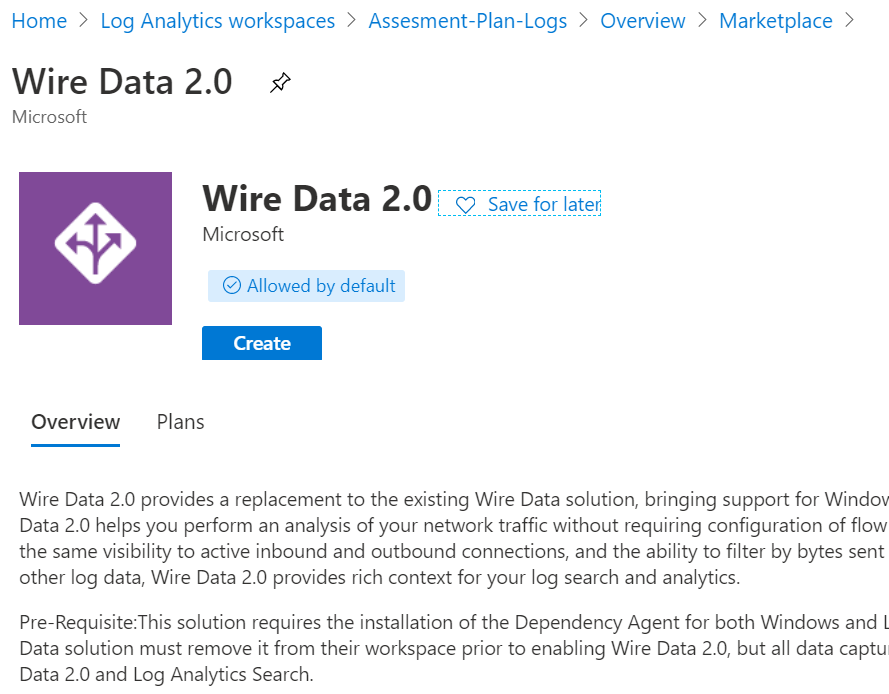 Home > Log Analytics workspaces > Assesment-Plan-Logs > Overview > Marketplace >
Wire Data 2.0
Microsoft
Wire Data 2.0 Save for later
Microsoft
Allowed by default
Create
Overview Plans
Wire Data 2.0 provides a replacement to the existing Wire Data solution, bringing support for Window
Data 2.0 helps you perform an analysis of your network traffic without requiring configuration of flow
the same visibility to active inbound and outbound connections, and the ability to filter by bytes sent
other log data, Wire Data 2.0 provides rich context for your log search and analytics.
Pre-Requisite:This solution requires the installation of the Dependency Agent for both Windows and L
Data solution must remove it from their workspace prior to enabling Wire Data 2.0, but all data captu
Data 2.0 and Log Analytics Search.